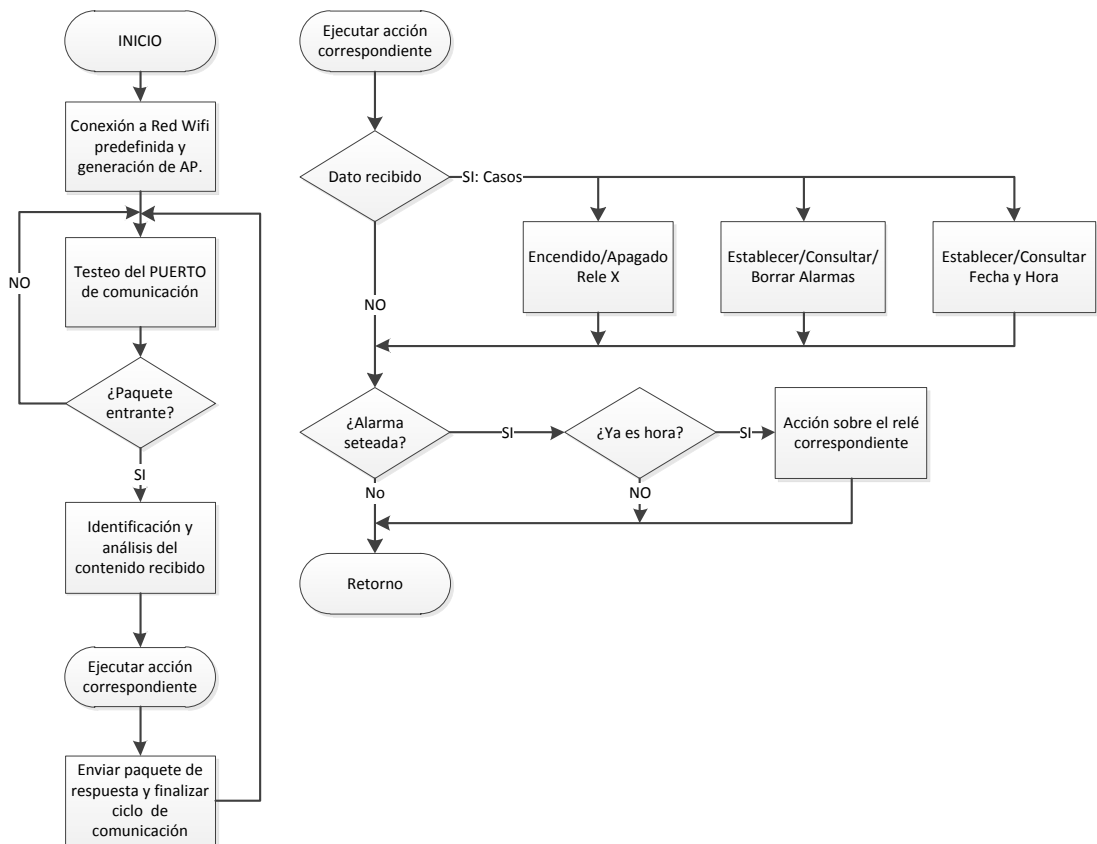 INICIO
Conexión a Red Wifi
predefinida y
generación de AP.
NO
Testeo del PUERTO
de comunicación
¿Paquete
entrante?
SI
Identificación y
análisis del
contenido recibido
Ejecutar acción
correspondiente
Enviar paquete de
respuesta y finalizar
ciclo de
comunicación
Ejecutar acción
correspondiente
Dato recibido
SI: Casos
Encendido/Apagado
Rele X
Establecer/Consultar/
Borrar Alarmas
Establecer/Consultar
Fecha y Hora
NO
¿Alarma
seteada?
SI
¿Ya es hora?
SI
Acción sobre el relé
correspondiente
No
NO
Retorno